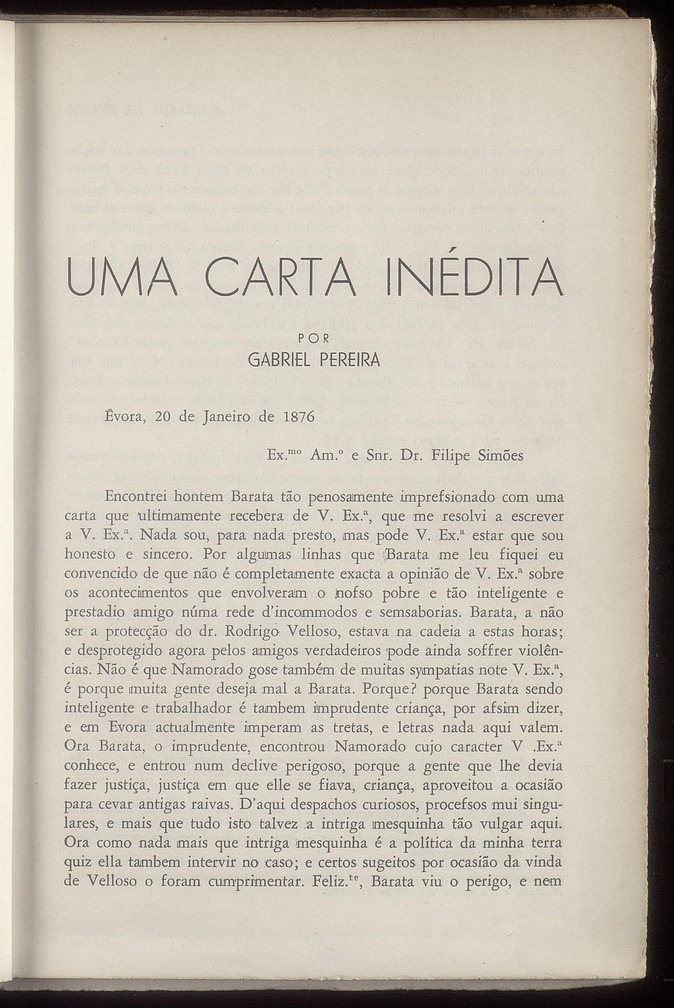 UMA CARTA INÉDITA
POR
GABRIEL PEREIRA
Évora, 20 de Janeiro de 1876
Ex.ᵐᵒ Am.º e Snr. Dr. Filipe Simões
Encontrei hontem Barata tão penosamente imprefsionado com uma
carta que ultimamente recebera de V. Ex.ª, que me resolvi a escrever
a V. Ex.ª. Nada sou, para nada presto, mas pode V. Ex.ª estar que sou
honesto e sincero. Por algumas linhas que Barata me leu fiquei eu
convencido de que não é completamente exacta a opinião de V. Ex.ª sobre
os acontecimentos que envolveram o nofso pobre e tão inteligente e
prestadio amigo núma rede d'incommodos e semsaborias. Barata, a não
ser a protecção do dr. Rodrigo Velloso, estava na cadeia a estas horas;
e desprotegido agora pelos amigos verdadeiros pode ainda soffrer violên-
cias. Não é que Namorado gose também de muitas sympatias note V. Ex.ª,
é porque muita gente deseja mal a Barata. Porque? porque Barata sendo
inteligente e trabalhador é tambem imprudente criança, por afsim dizer,
e em Evora actualmente imperam as tretas, e letras nada aqui valem.
Ora Barata, o imprudente, encontrou Namorado cujo caracter V .Ex.ª
conhece, e entrou num declive perigoso, porque a gente que lhe devia
fazer justiça, justiça em que elle se fiava, criança, aproveitou a ocasião
para cevar antigas raivas. D'aqui despachos curiosos, procefsos mui singu-
lares, e mais que tudo isto talvez a intriga mesquinha tão vulgar aqui.
Ora como nada mais que intriga mesquinha é a política da minha terra
quiz ella tambem intervir no caso; e certos sugeitos por ocasião da vinda
de Velloso o foram cumprimentar. Feliz.ᵗᵉ, Barata viu o perigo, e nem